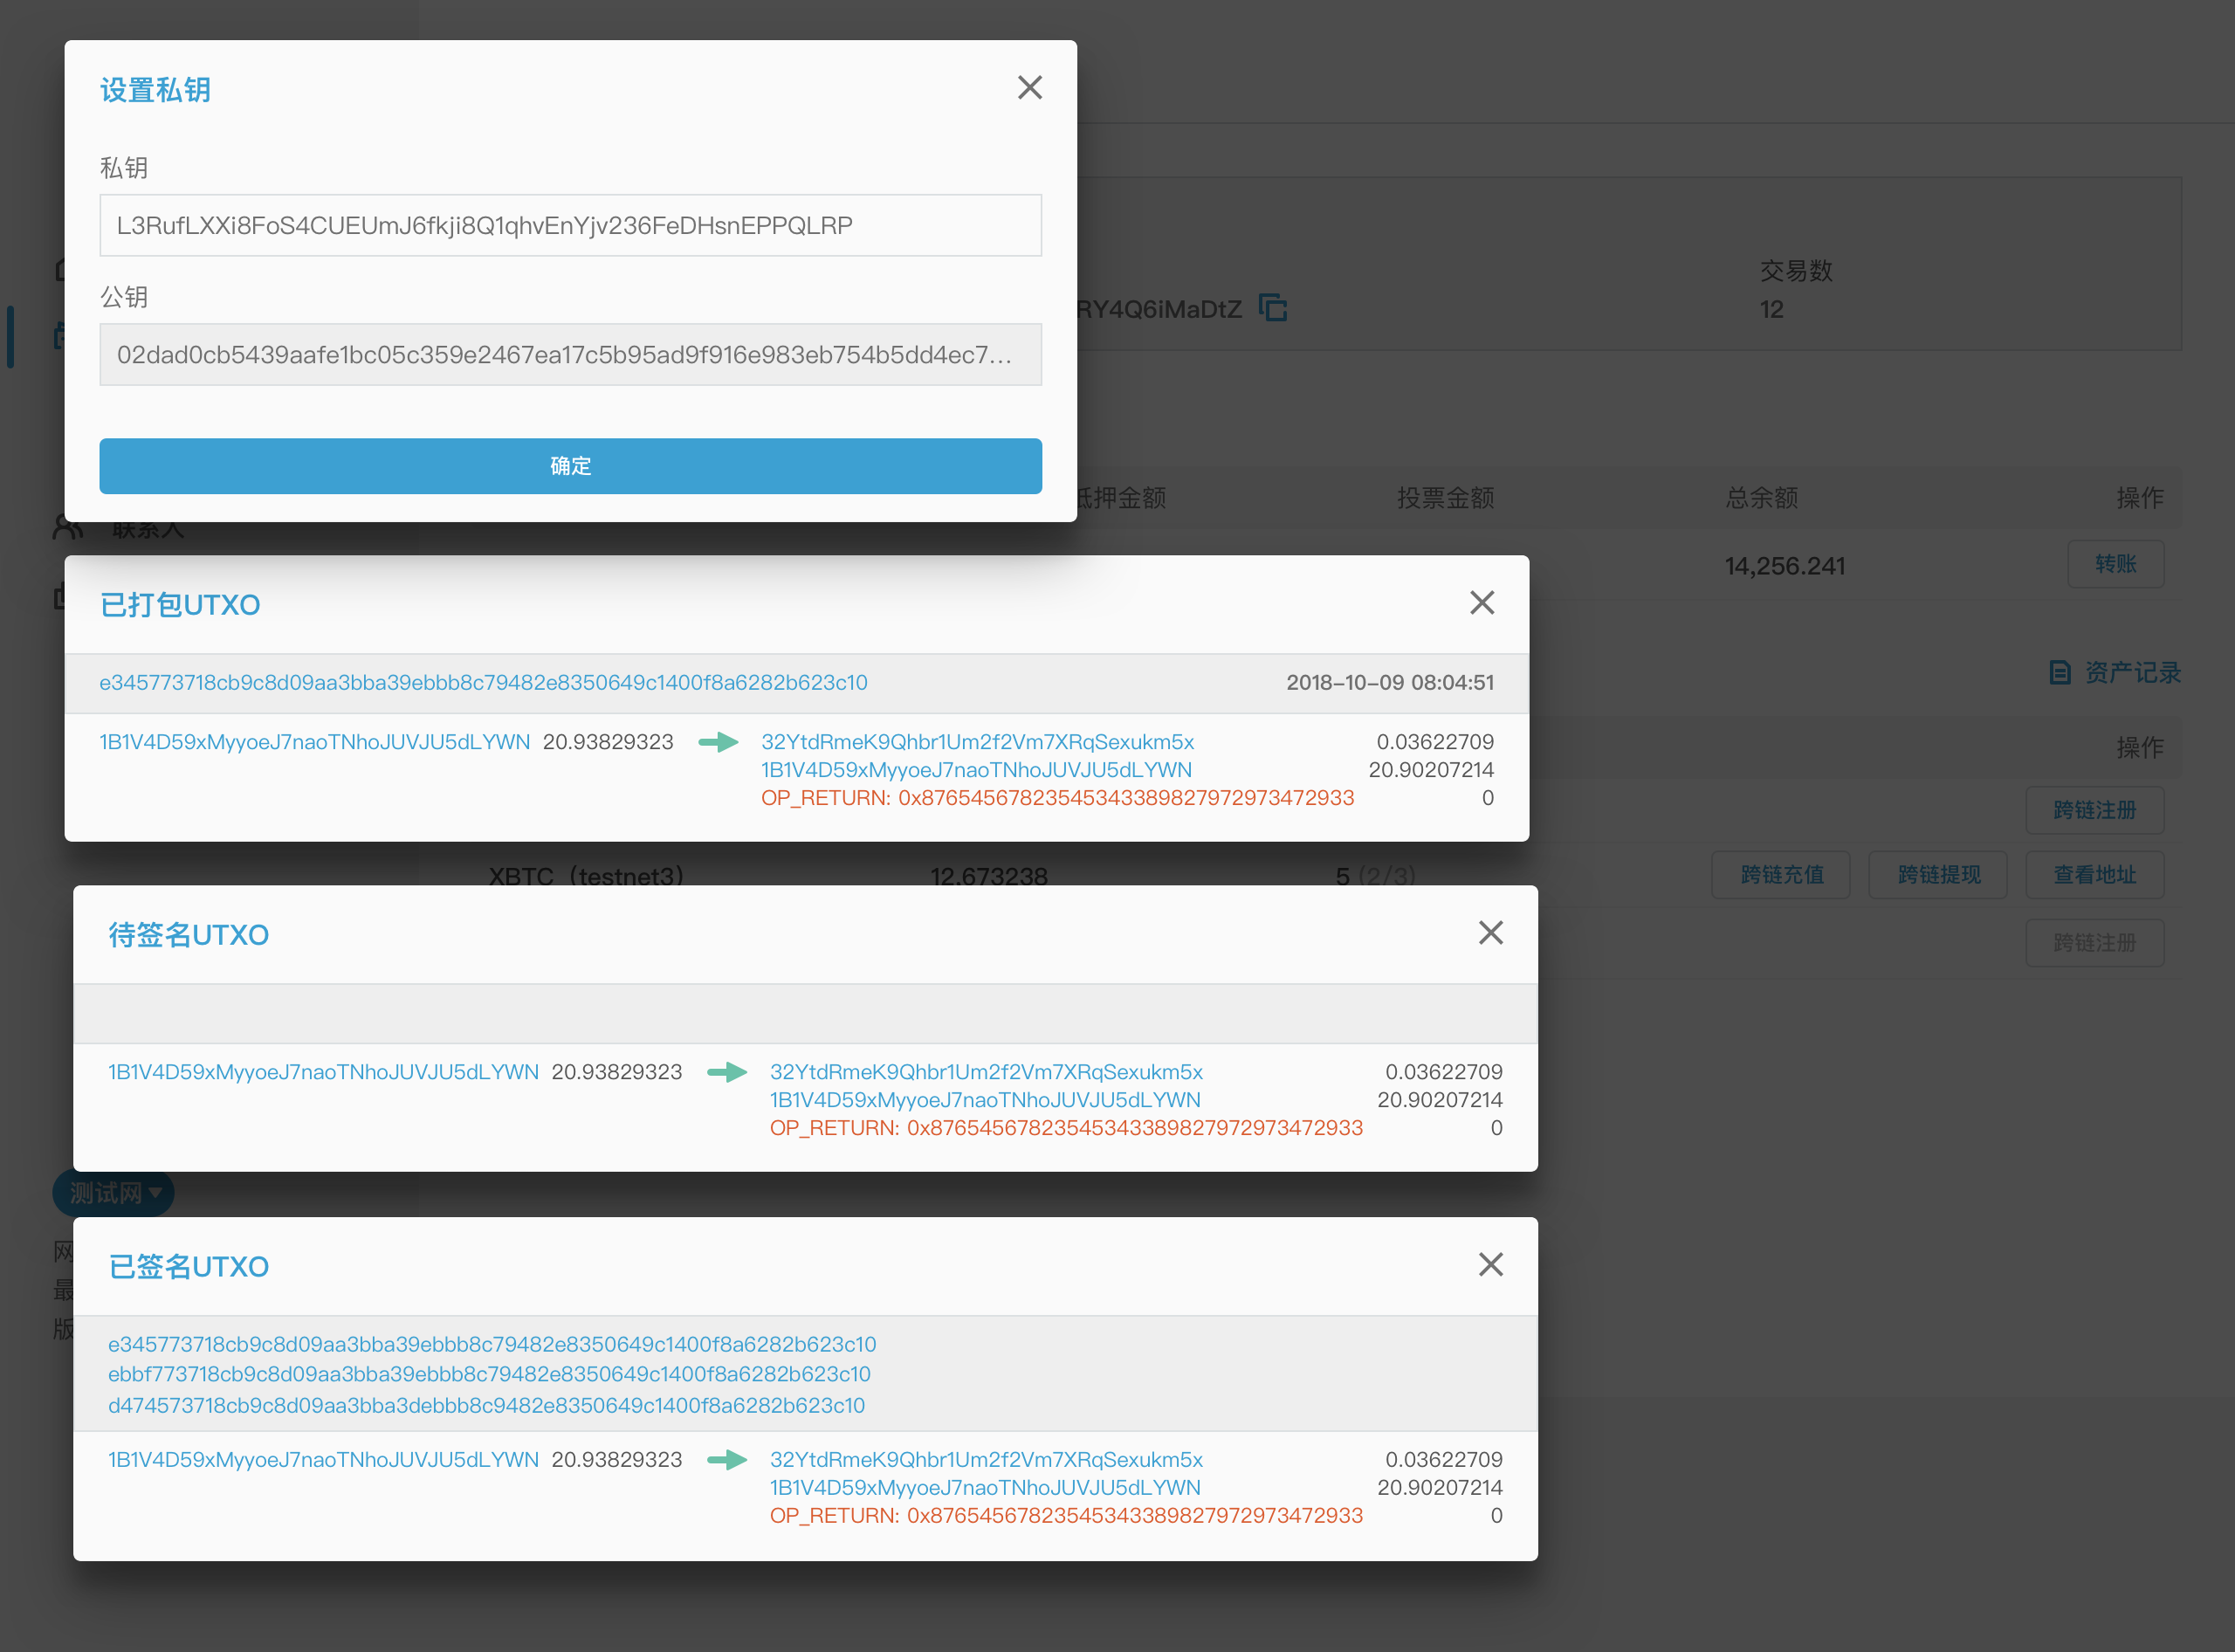 设置私钥
私钥
L3RufLXXi8FoS4CUEUmJ6fkji8Q1qhvEnYjv236FeDHsnEPPQLRP
公钥
02dad0cb5439aafe1bc05c359e2467ea17c5b95ad9f916e983eb754b5dd4ec7...
确定
RY4Q6iMaDtZ
交易数
12
抵押金额
投票金额
总余额
操作
联系人
14,256.241
转账
资产记录
操作
跨链注册
已打包UTXO
e345773718cb9c8d09aa3bba39ebbb8c79482e8350649c1400f8a6282b623c10 2018-10-09 08:04:51
1B1V4D59xMyyoeJ7naoTNhoJUVJU5dLYWN 20.93829323 32YtdRmeK9Qhbr1Um2f2Vm7XRqSexukm5x 0.03622709
1B1V4D59xMyyoeJ7naoTNhoJUVJU5dLYWN 20.90207214
OP_RETURN: 0x87654567823545343389827972973472933 0
XBTC（testnet3） 12.673238 5 (2/3) 跨链充值 跨链提现 查看地址
跨链注册
待签名UTXO
1B1V4D59xMyyoeJ7naoTNhoJUVJU5dLYWN 20.93829323 32YtdRmeK9Qhbr1Um2f2Vm7XRqSexukm5x 0.03622709
1B1V4D59xMyyoeJ7naoTNhoJUVJU5dLYWN 20.90207214
OP_RETURN: 0x87654567823545343389827972973472933 0
测试网
网
最
版
已签名UTXO
e345773718cb9c8d09aa3bba39ebbb8c79482e8350649c1400f8a6282b623c10
ebbf773718cb9c8d09aa3bba39ebbb8c79482e8350649c1400f8a6282b623c10
d474573718cb9c8d09aa3bba3debbb8c9482e8350649c1400f8a6282b623c10
1B1V4D59xMyyoeJ7naoTNhoJUVJU5dLYWN 20.93829323 32YtdRmeK9Qhbr1Um2f2Vm7XRqSexukm5x 0.03622709
1B1V4D59xMyyoeJ7naoTNhoJUVJU5dLYWN 20.90207214
OP_RETURN: 0x87654567823545343389827972973472933 0